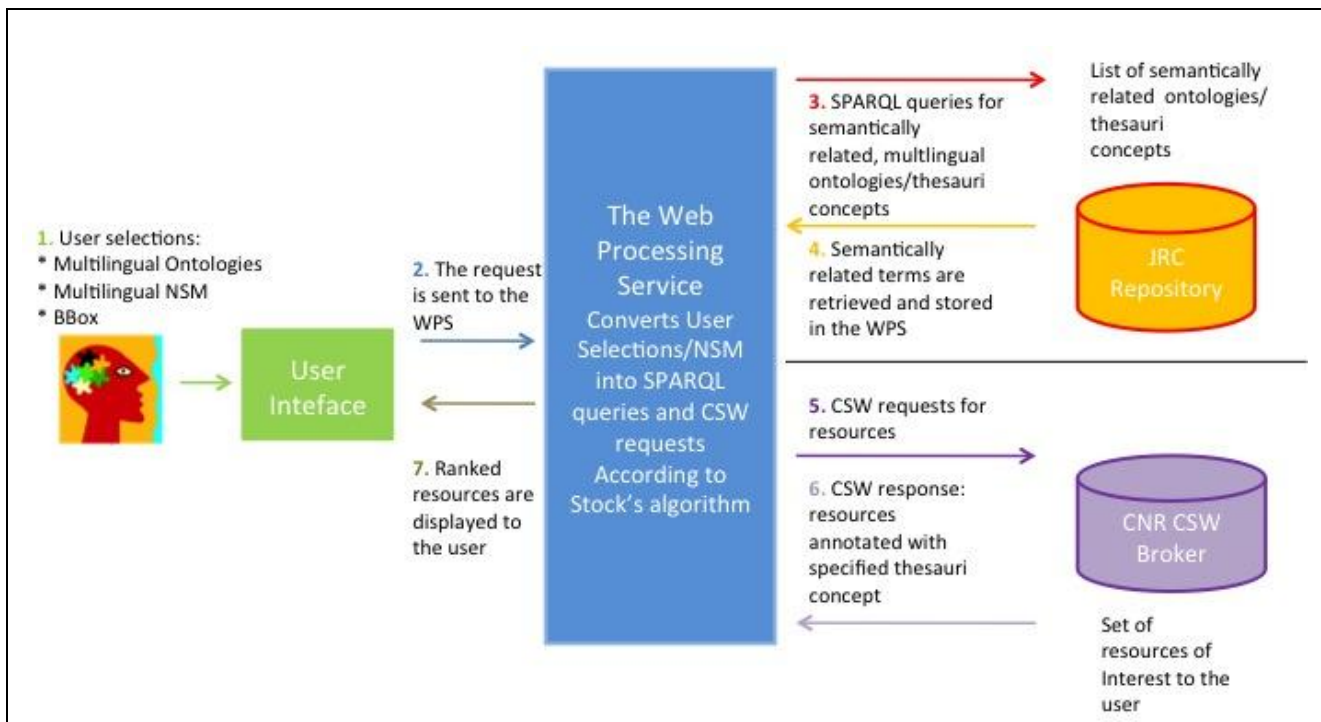 1. User selections:
* Multilingual Ontologies
* Multilingual NSM
* BBox
User
Inteface
2. The request
is sent to the
WPS
7. Ranked
resources are
displayed to
the user
The Web
Processing
Service
Converts User
Selections/NSM
into SPARQL
queries and CSW
requests
According to
Stock's algorithm
3. SPARQL queries for
semantically
related, multlingual
ontologies/thesauri
concepts
4. Semantically
related terms are
retrieved and stored
in the WPS
List of semantically
related ontologies/
thesauri
concepts
JRC
Repository
5. CSW requests for
resources
6. CSW response:
resources
annotated with
specified thesauri
concept
CNR CSW
Broker
Set of
resources of
Interest to the
user